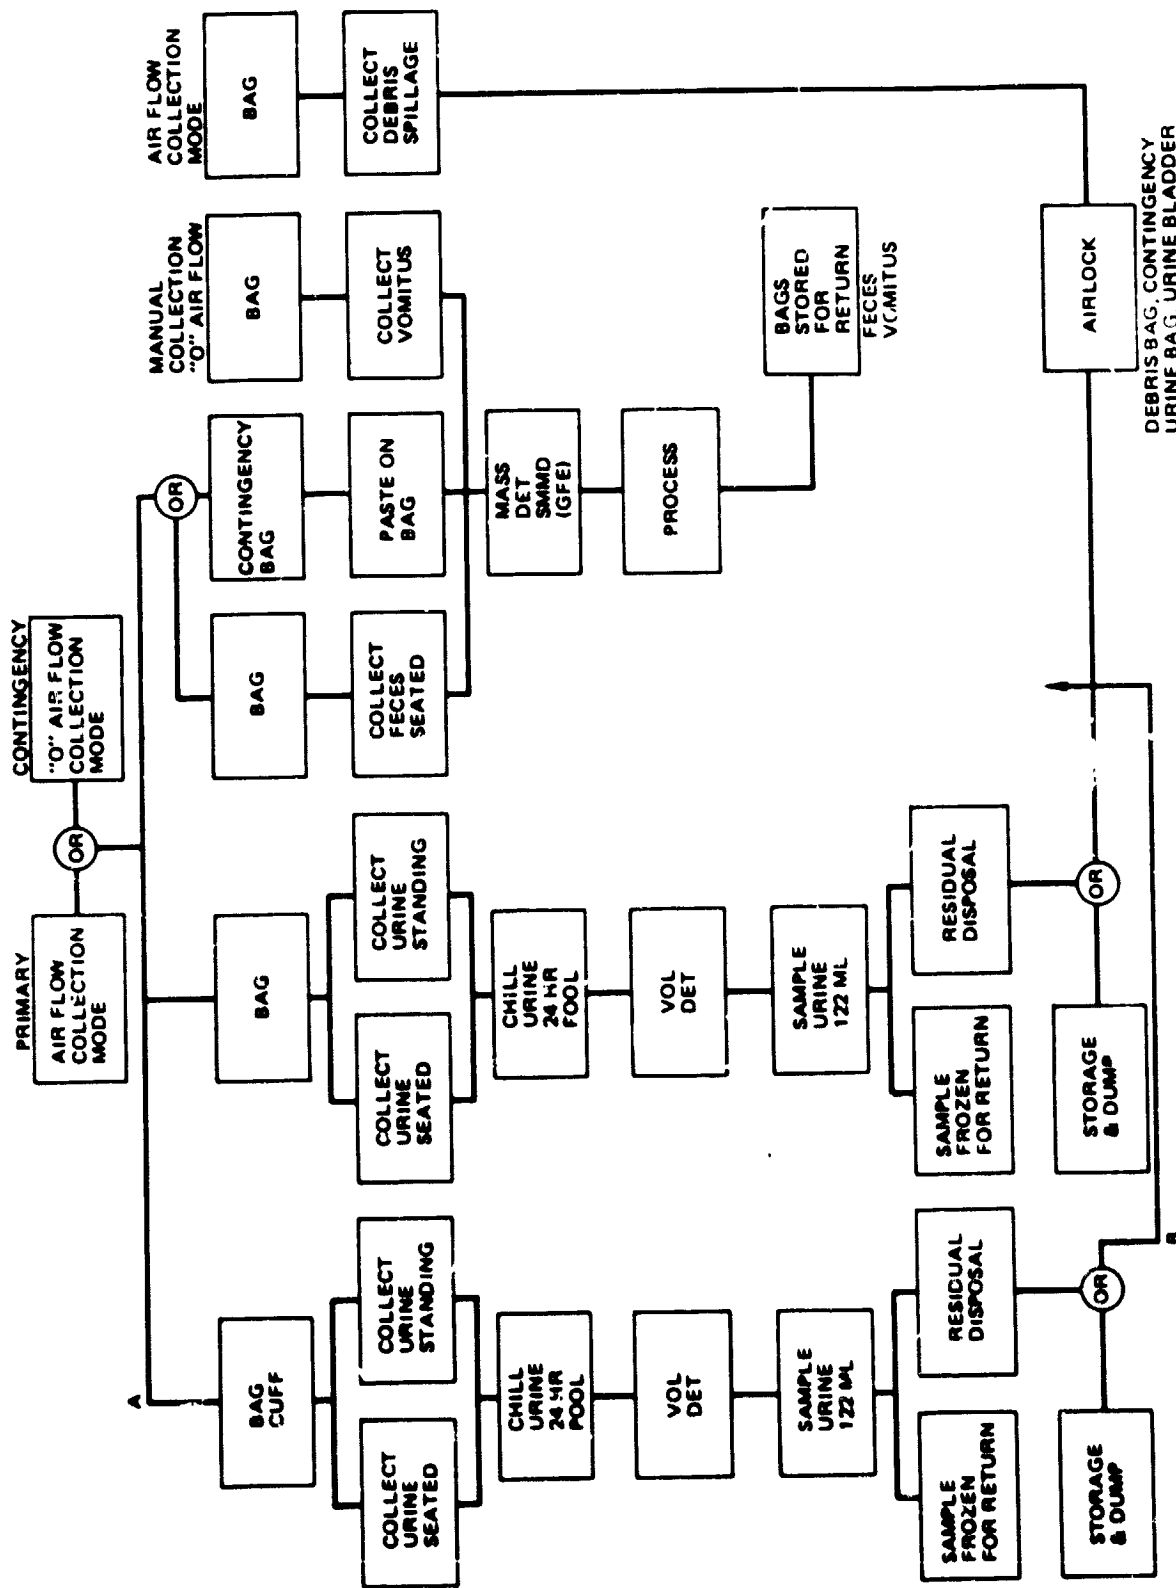 PRIMARY
AIR FLOW
COLLECTION
MODE
OR
CONTINGENCY
"O" AIR FLOW
COLLECTION
MODE
A
BAG
CUFF
COLLECT
URINE
SEATED
COLLECT
URINE
STANDING
CHILL
URINE
24 HR
POOL
VOL
DET
SAMPLE
URINE
122 ML
SAMPLE
FROZEN
FOR RETURN
RESIDUAL
DISPOSAL
STORAGE
& DUMP
OR
B
BAG
COLLECT
URINE
SEATED
COLLECT
URINE
STANDING
CHILL
URINE
24 HR
POOL
VOL
DET
SAMPLE
URINE
122 ML
SAMPLE
FROZEN
FOR RETURN
RESIDUAL
DISPOSAL
STORAGE
& DUMP
OR
OR
BAG
COLLECT
FECES
SEATED
CONTINGENCY
BAG
PASTE ON
BAG
MANUAL
COLLECTION
"O" AIR FLOW
BAG
COLLECT
VOMITUS
MASS
DET
SMMD
(GFE)
PROCESS
BAGS
STORED
FOR
RETURN
FECES
VOMITUS
AIR FLOW
COLLECTION
MODE
BAG
COLLECT
DEBRIS
SPILLAGE
AIRLOCK
DEBRIS BAG, CONTINGENCY
URINE BAG, URINE BLADDER